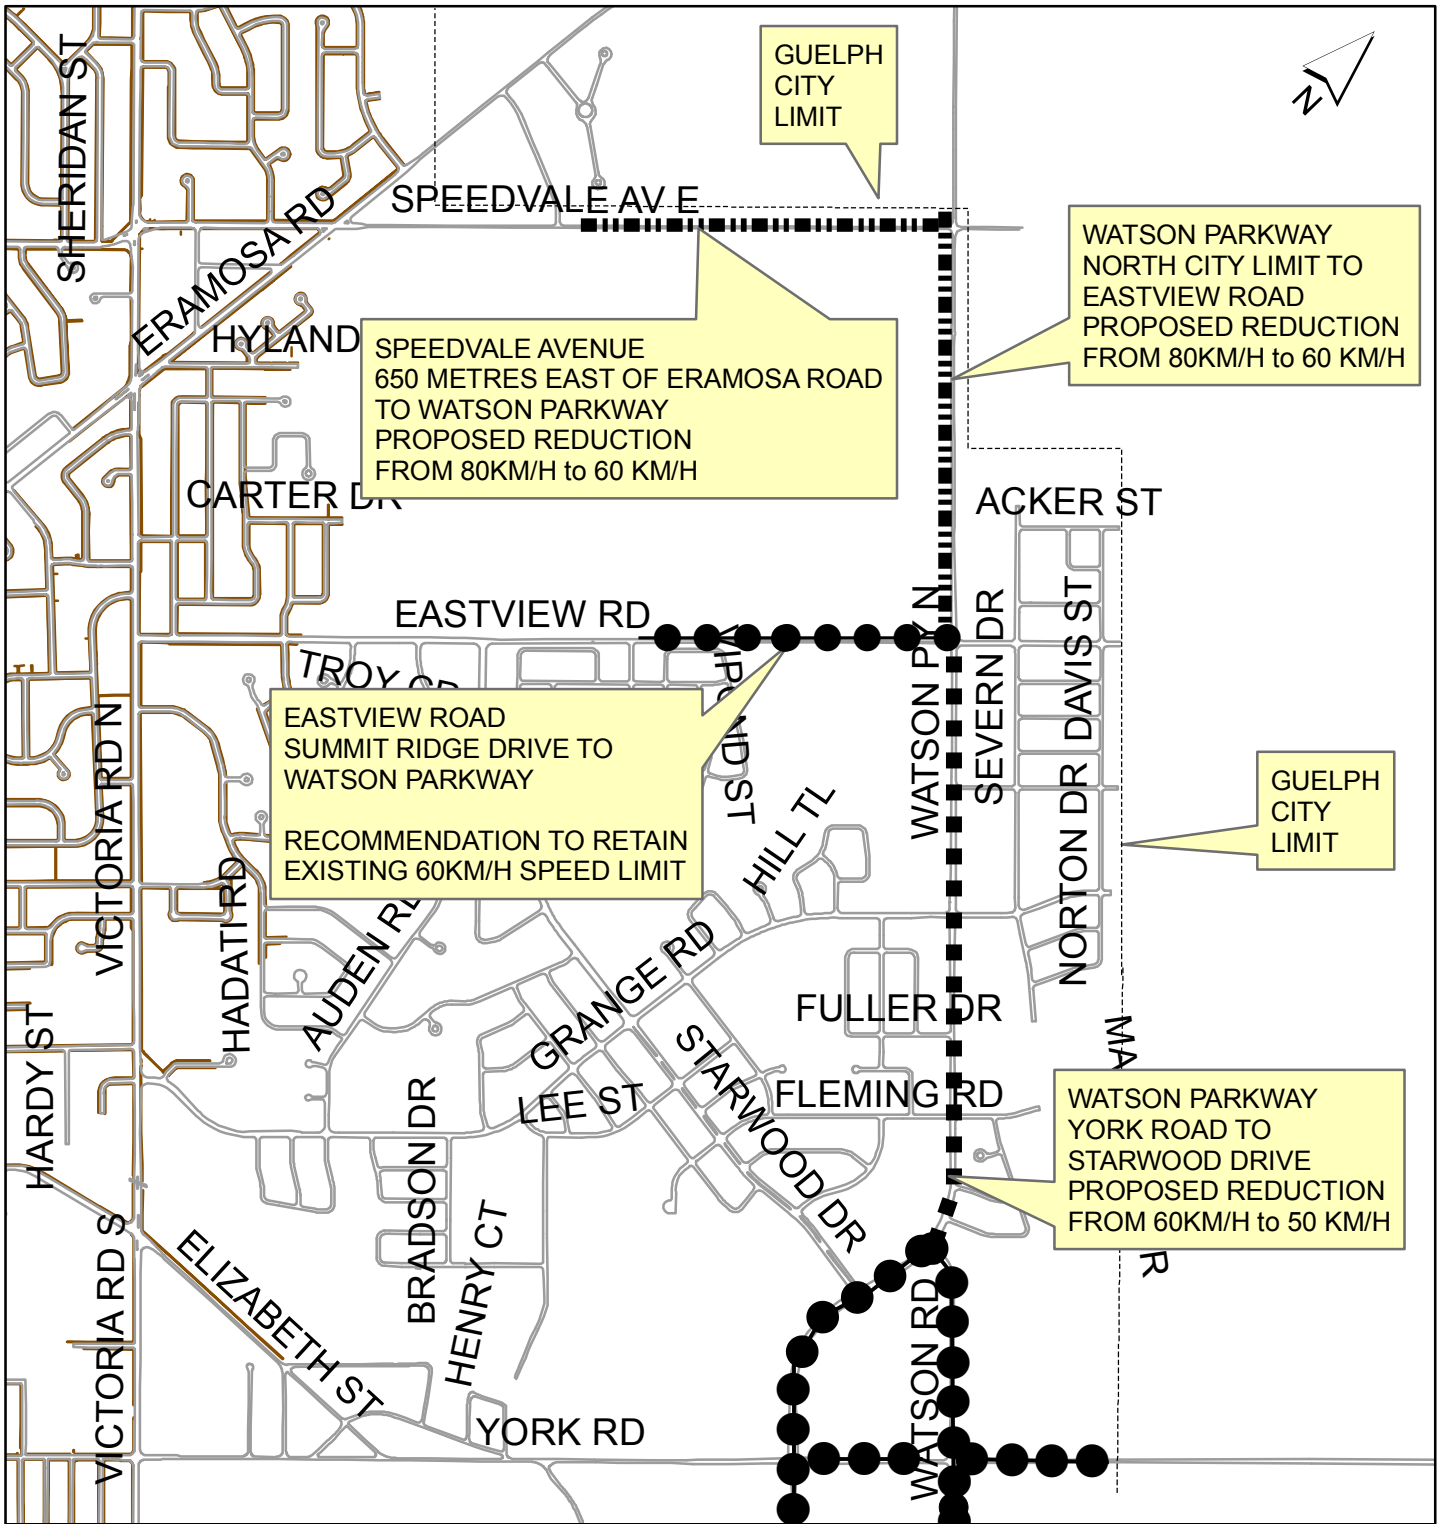 GUELPH
CITY
LIMIT
N
SHERIDAN ST
SPEEDVALE AV E
ERAMOSA RD
WATSON PARKWAY
NORTH CITY LIMIT TO
EASTVIEW ROAD
PROPOSED REDUCTION
FROM 80KM/H to 60 KM/H
HYLAND
SPEEDVALE AVENUE
650 METRES EAST OF ERAMOSA ROAD
TO WATSON PARKWAY
PROPOSED REDUCTION
FROM 80KM/H to 60 KM/H
CARTER DR
ACKER ST
EASTVIEW RD
WATSON PY N
SEVERN DR
DAVIS ST
TROY CR
ST
EASTVIEW ROAD
SUMMIT RIDGE DRIVE TO
WATSON PARKWAY
RECOMMENDATION TO RETAIN
EXISTING 60KM/H SPEED LIMIT
VICTORIA RD N
GUELPH
CITY
LIMIT
HILL TL
NORTON DR
HADATI RD
AUDEN RD
GRANGE RD
FULLER DR
HARDY ST
STARWOOD DR
LEE ST
FLEMING RD
WATSON PARKWAY
YORK ROAD TO
STARWOOD DRIVE
PROPOSED REDUCTION
FROM 60KM/H to 50 KM/H
BRADSON DR
HENRY CT
VICTORIA RD S
ELIZABETH ST
WATSON RD
YORK RD